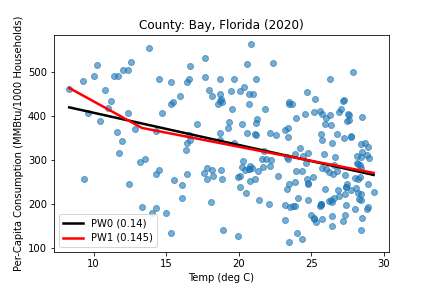 County: Bay, Florida (2020)
Per-Capita Consumption (MMBtu/1000 Households)
500
400
300
200
100
PW0 (0.14)
PW1 (0.145)
10 15 20 25 30
Temp (deg C)